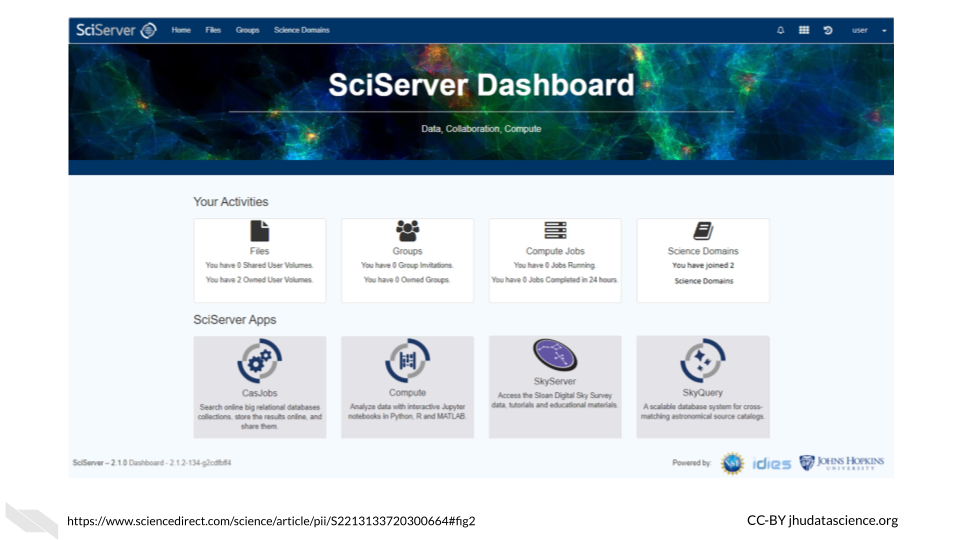 SciServer
Home Files Groups Science Domains user
SciServer Dashboard
Data, Collaboration, Compute
Your Activities
Files
You have 0 Shared User Volumes.
You have 2 Owned User Volumes.
Groups
You have 0 Group Invitations.
You have 0 Owned Groups.
Compute Jobs
You have 0 Jobs Running.
You have 0 Jobs Completed in 24 hours.
Science Domains
You have joined 2
Science Domains
SciServer Apps
CasJobs
Search online big relational databases
collections, store the results online, and
share them.
Compute
Analyze data with interactive Jupyter
notebooks in Python, R and MATLAB.
SkyServer
Access the Sloan Digital Sky Survey
data, tutorials and educational materials.
SkyQuery
A scalable database system for cross-
matching astronomical source catalogs.
SciServer – 2.1.0 Dashboard - 2.1.2-134-g2cdfbff4
Powered by:
NSF
idies
JOHNS HOPKINS
UNIVERSITY
https://www.sciencedirect.com/science/article/pii/S2213133720300664#fig2
CC-BY jhudatascience.org